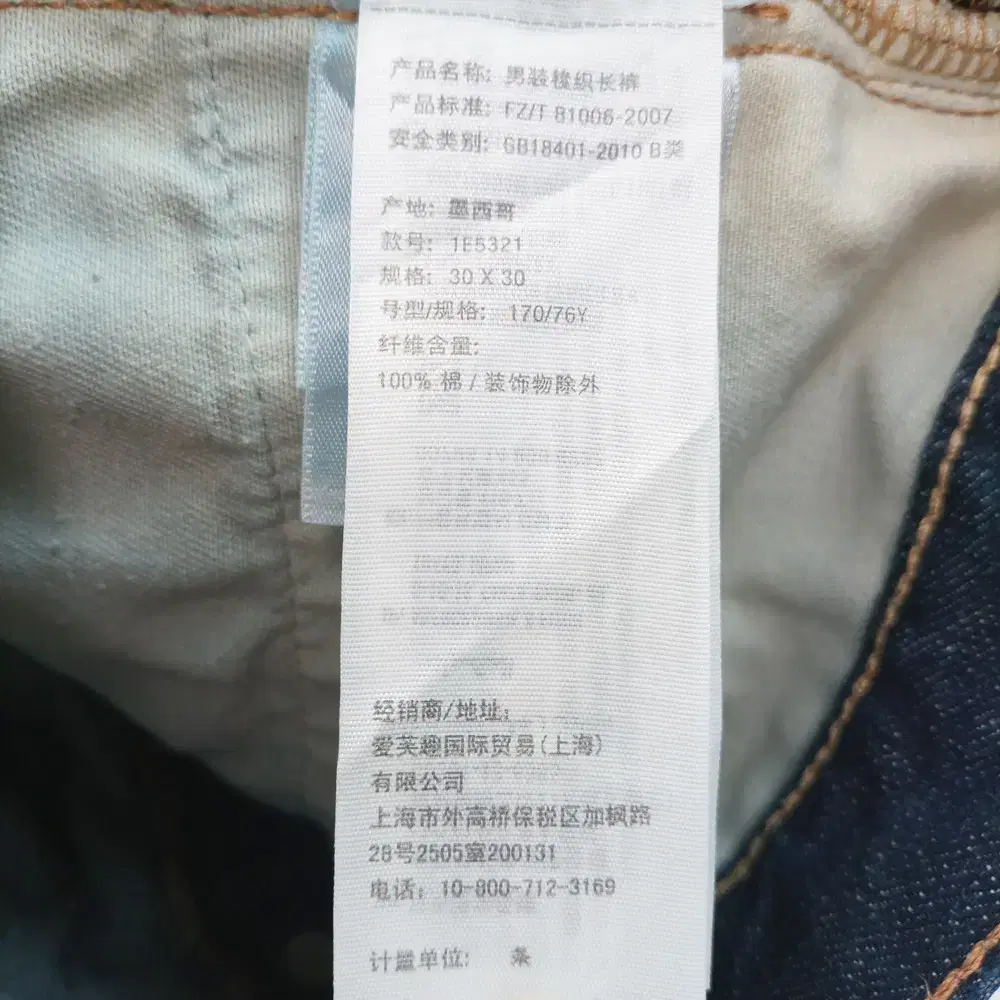 产品名称: 男装梭织长裤
产品标准: FZ/T 81006-2007
安全类别: GB18401-2010 B类
产地: 墨西哥
款号: 1E5321
规格: 30 X 30
号型/规格: 170/76Y
纤维含量:
100% 棉 / 装饰物除外
经销商/地址:
爱芙趣国际贸易(上海)
有限公司
上海市外高桥保税区加枫路
28号2505室200131
电话: 10-800-712-3169
计量单位: 条